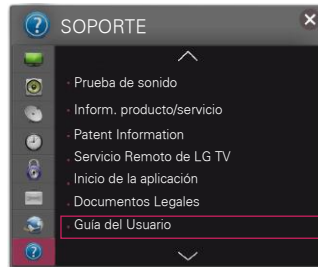 SOPORTE
Prueba de sonido
Inform. producto/servicio
Patent Information
Servicio Remoto de LG TV
Inicio de la aplicación
Documentos Legales
Guía del Usuario